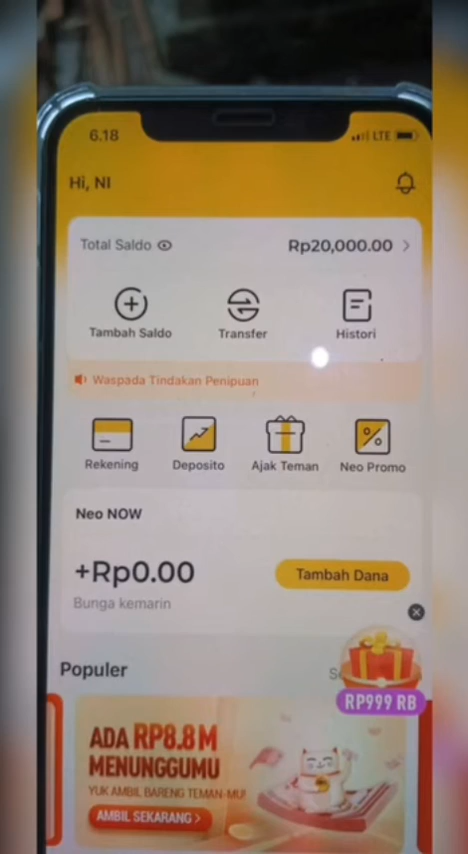 6.18
LTE
Hi, NI
Total Saldo
Rp20,000.00 >
Tambah Saldo
Transfer
Histori
Waspada Tindakan Penipuan
Rekening
Deposito
Ajak Teman
Neo Promo
Neo NOW
+Rp0.00
Tambah Dana
Bunga kemarin
Populer
RP999 RB
ADA RP8.8M
MENUNGGUMU
YUK AMBIL BARENG TEMAN-MU!
AMBIL SEKARANG >